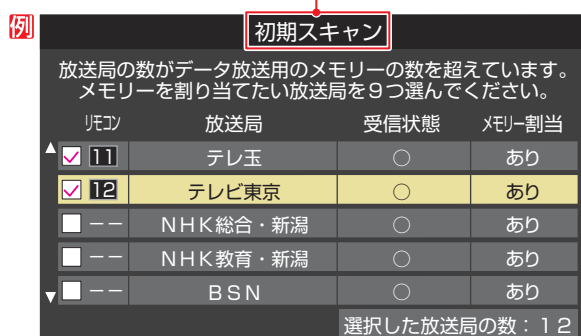 例
初期スキャン
放送局の数がデータ放送用のメモリーの数を超えています。
メモリーを割り当てたい放送局を9つ選んでください。
リモコン 放送局 受信状態 メモリー割当
11 テレ玉 ○ あり
12 テレビ東京 ○ あり
－－ NHK総合・新潟 ○ あり
－－ NHK教育・新潟 ○ あり
－－ BSN ○ あり
選択した放送局の数：12